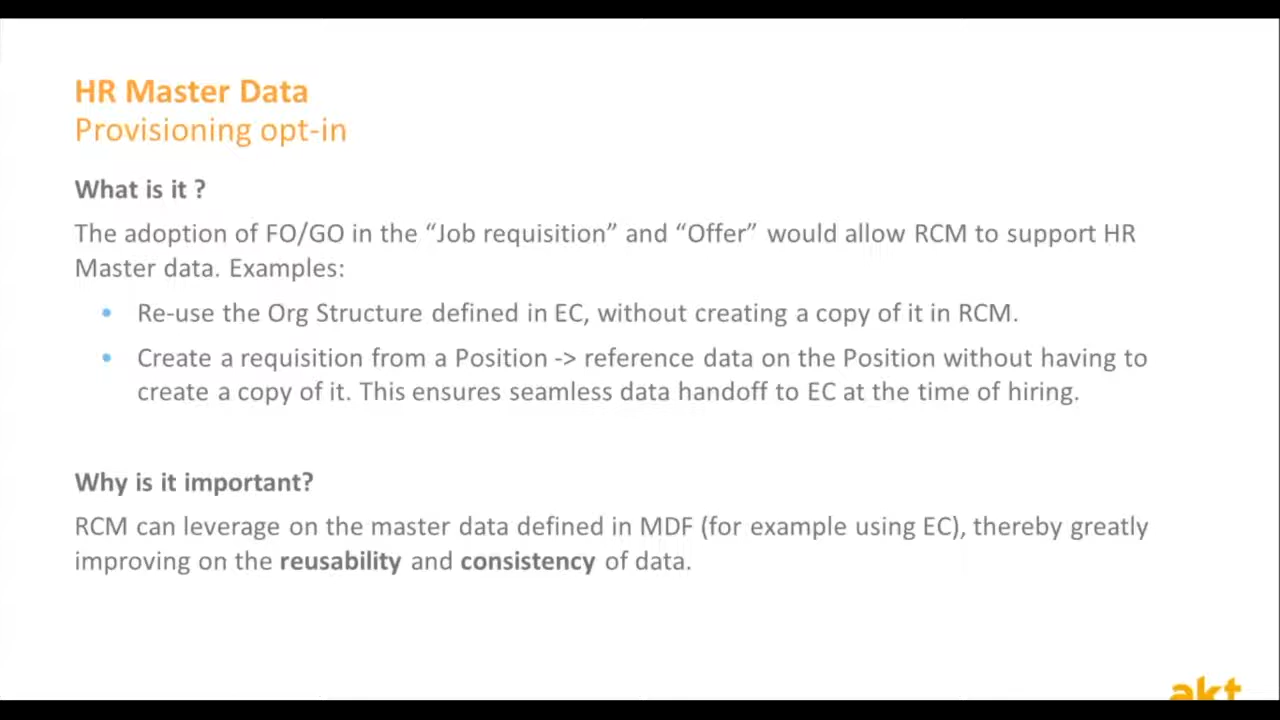 HR Master Data
Provisioning opt-in
What is it ?
The adoption of FO/GO in the “Job requisition” and “Offer” would allow RCM to support HR
Master data. Examples:
• Re-use the Org Structure defined in EC, without creating a copy of it in RCM.
• Create a requisition from a Position -> reference data on the Position without having to
create a copy of it. This ensures seamless data handoff to EC at the time of hiring.
Why is it important?
RCM can leverage on the master data defined in MDF (for example using EC), thereby greatly
improving on the reusability and consistency of data.
akt